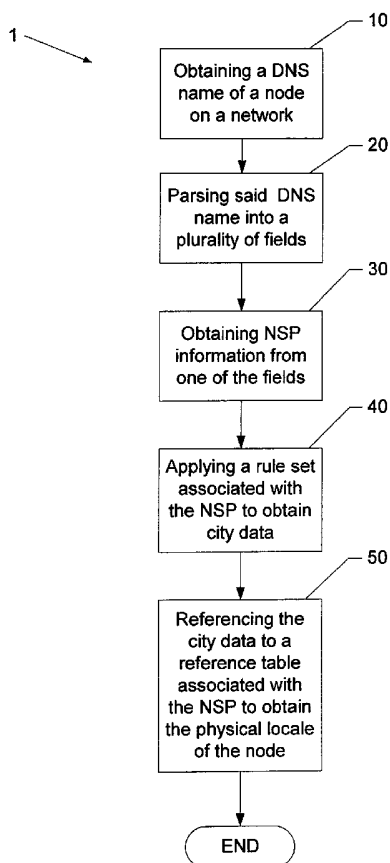 1
10
Obtaining a DNS
name of a node
on a network
20
Parsing said DNS
name into a
plurality of fields
30
Obtaining NSP
information from
one of the fields
40
Applying a rule set
associated with
the NSP to obtain
city data
50
Referencing the
city data to a
reference table
associated with
the NSP to obtain
the physical locale
of the node
END